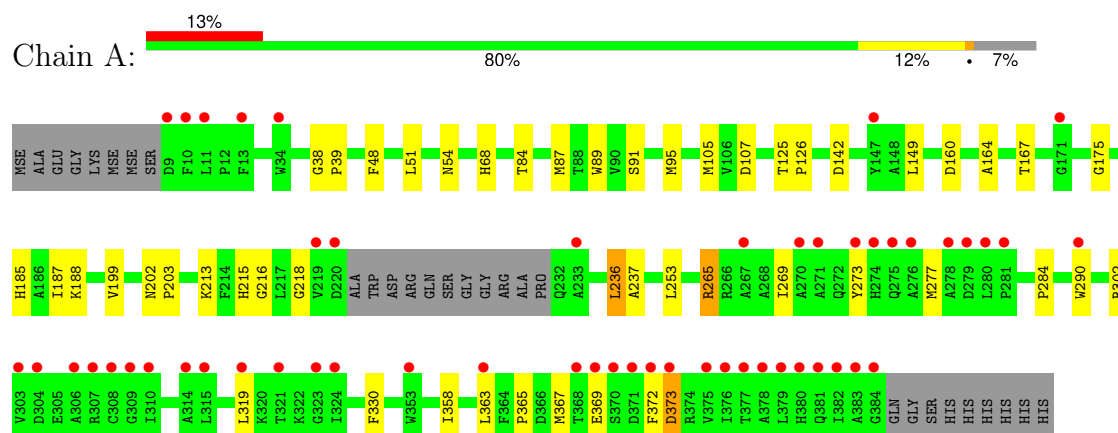 13%
Chain A:
80% 12% • 7%
MSE ALA GLU GLY LYS MSE MSE SER D9 F10 L11 P12 F13 W34 G38 P39 F48 L51 N54 H68 T84 M87 T88 W89 V90 S91 M95 M105 V106 D107 T125 P126 D142 Y147 A148 L149 D160 A164 T167 G171 G175
H185 A186 I187 K188 V199 N202 P203 K213 F214 H215 G216 L217 G218 V219 D220 ALA TRP ASP ARG GLN SER GLY GLY ARG ALA PRO Q232 A233 L236 A237 L253 R265 R266 A267 A268 I269 A270 A271 Q272 Y273 H274 Q275 A276 M277 A278 D279 L280 P281 P284 W290 P302
V303 D304 E305 A306 R307 C308 G309 I310 A314 L315 L319 K320 T321 K322 G323 I324 F330 W353 I358 L363 F364 P365 D366 M367 T368 E369 S370 D371 F372 D373 R374 V375 I376 T377 A378 L379 H380 Q381 I382 A383 G384 GLN GLY SER HIS HIS HIS HIS HIS HIS